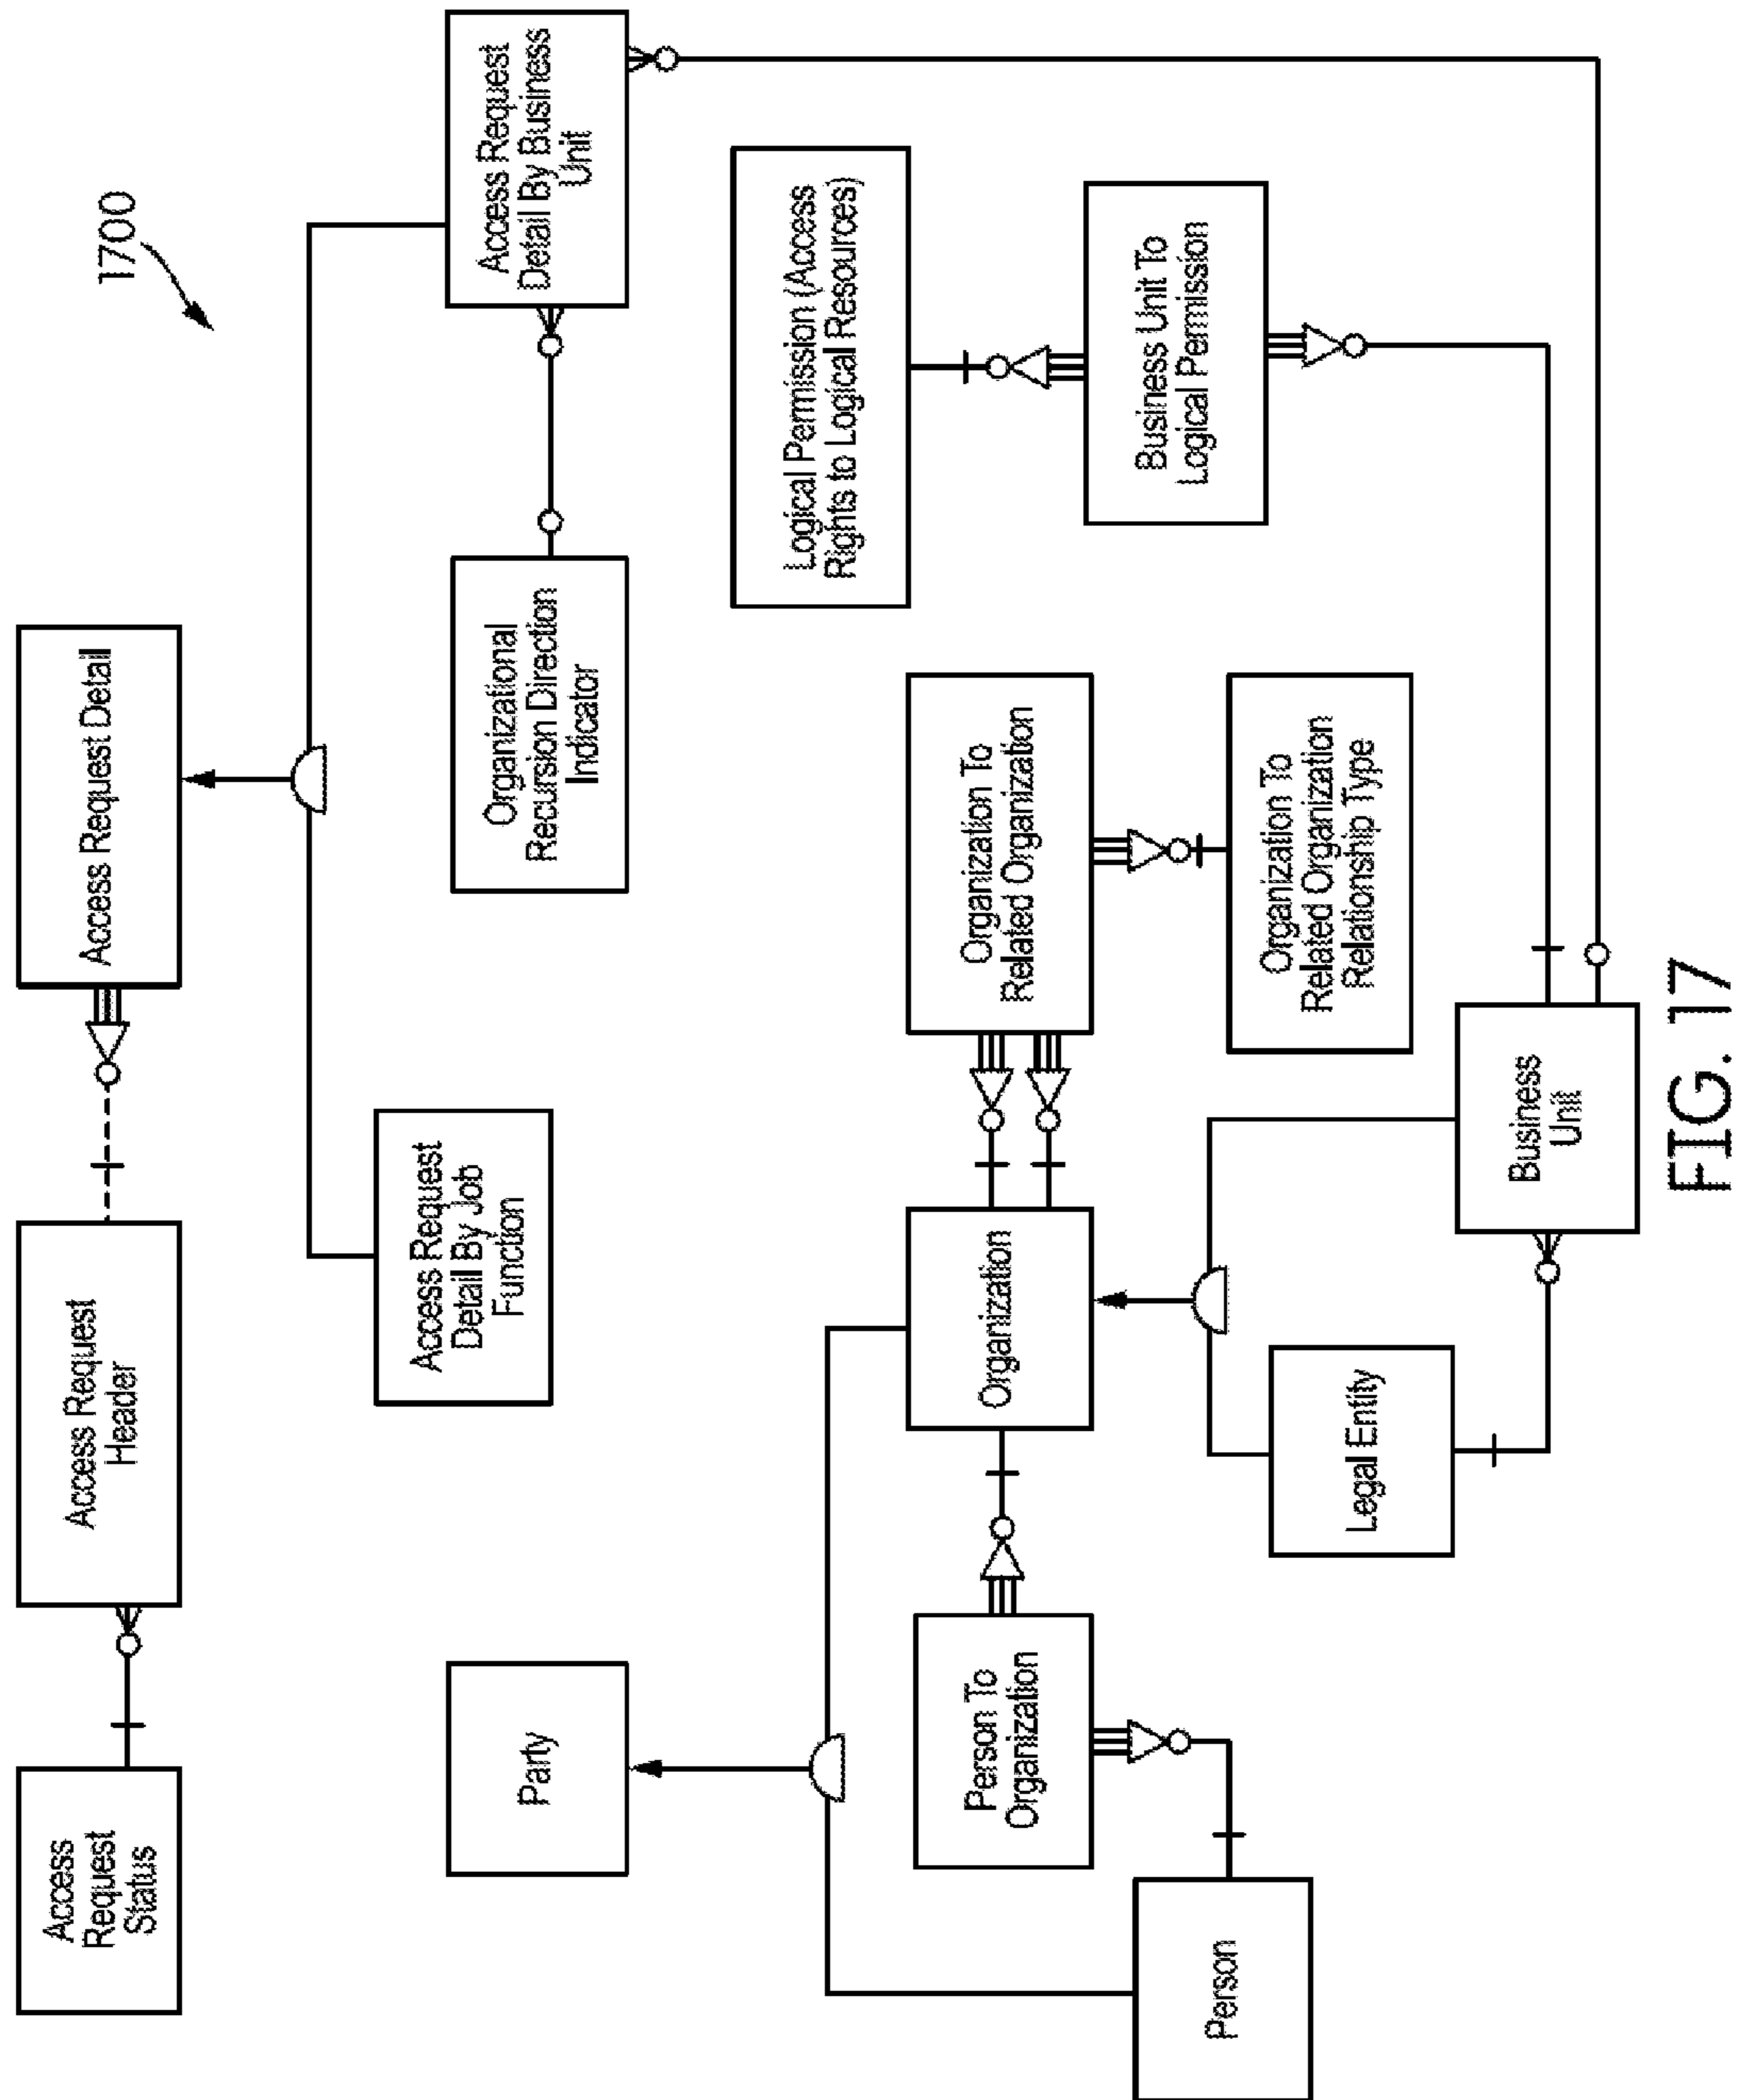 1700
Access
Request
Status
Access Request
Header
Access Request Detail
Access Request
Detail By Job
Function
Access Request
Detail By Business
Unit
Organizational
Recursion Direction
Indicator
Party
Logical Permission (Access
Rights to Logical Resources)
Person To
Organization
Organization
Organization To
Related Organization
Business Unit To
Logical Permission
Person
Legal Entity
Organization To
Related Organization
Relationship Type
Business
Unit
FIG. 17